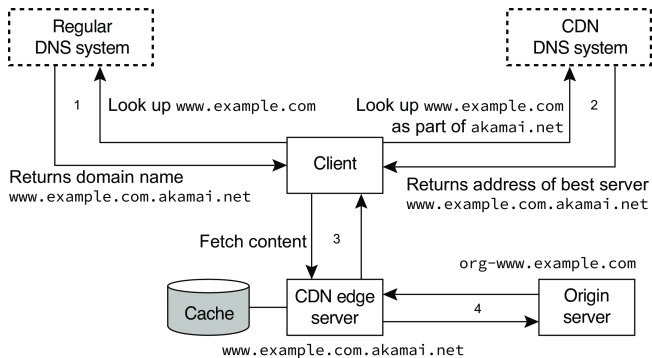 Regular
DNS system
CDN
DNS system
1
Look up www.example.com
Look up www.example.com
as part of akamai.net
2
Client
Returns domain name
www.example.com.akamai.net
Returns address of best server
www.example.com.akamai.net
Fetch content
3
org-www.example.com
Cache
CDN edge
server
4
Origin
server
www.example.com.akamai.net